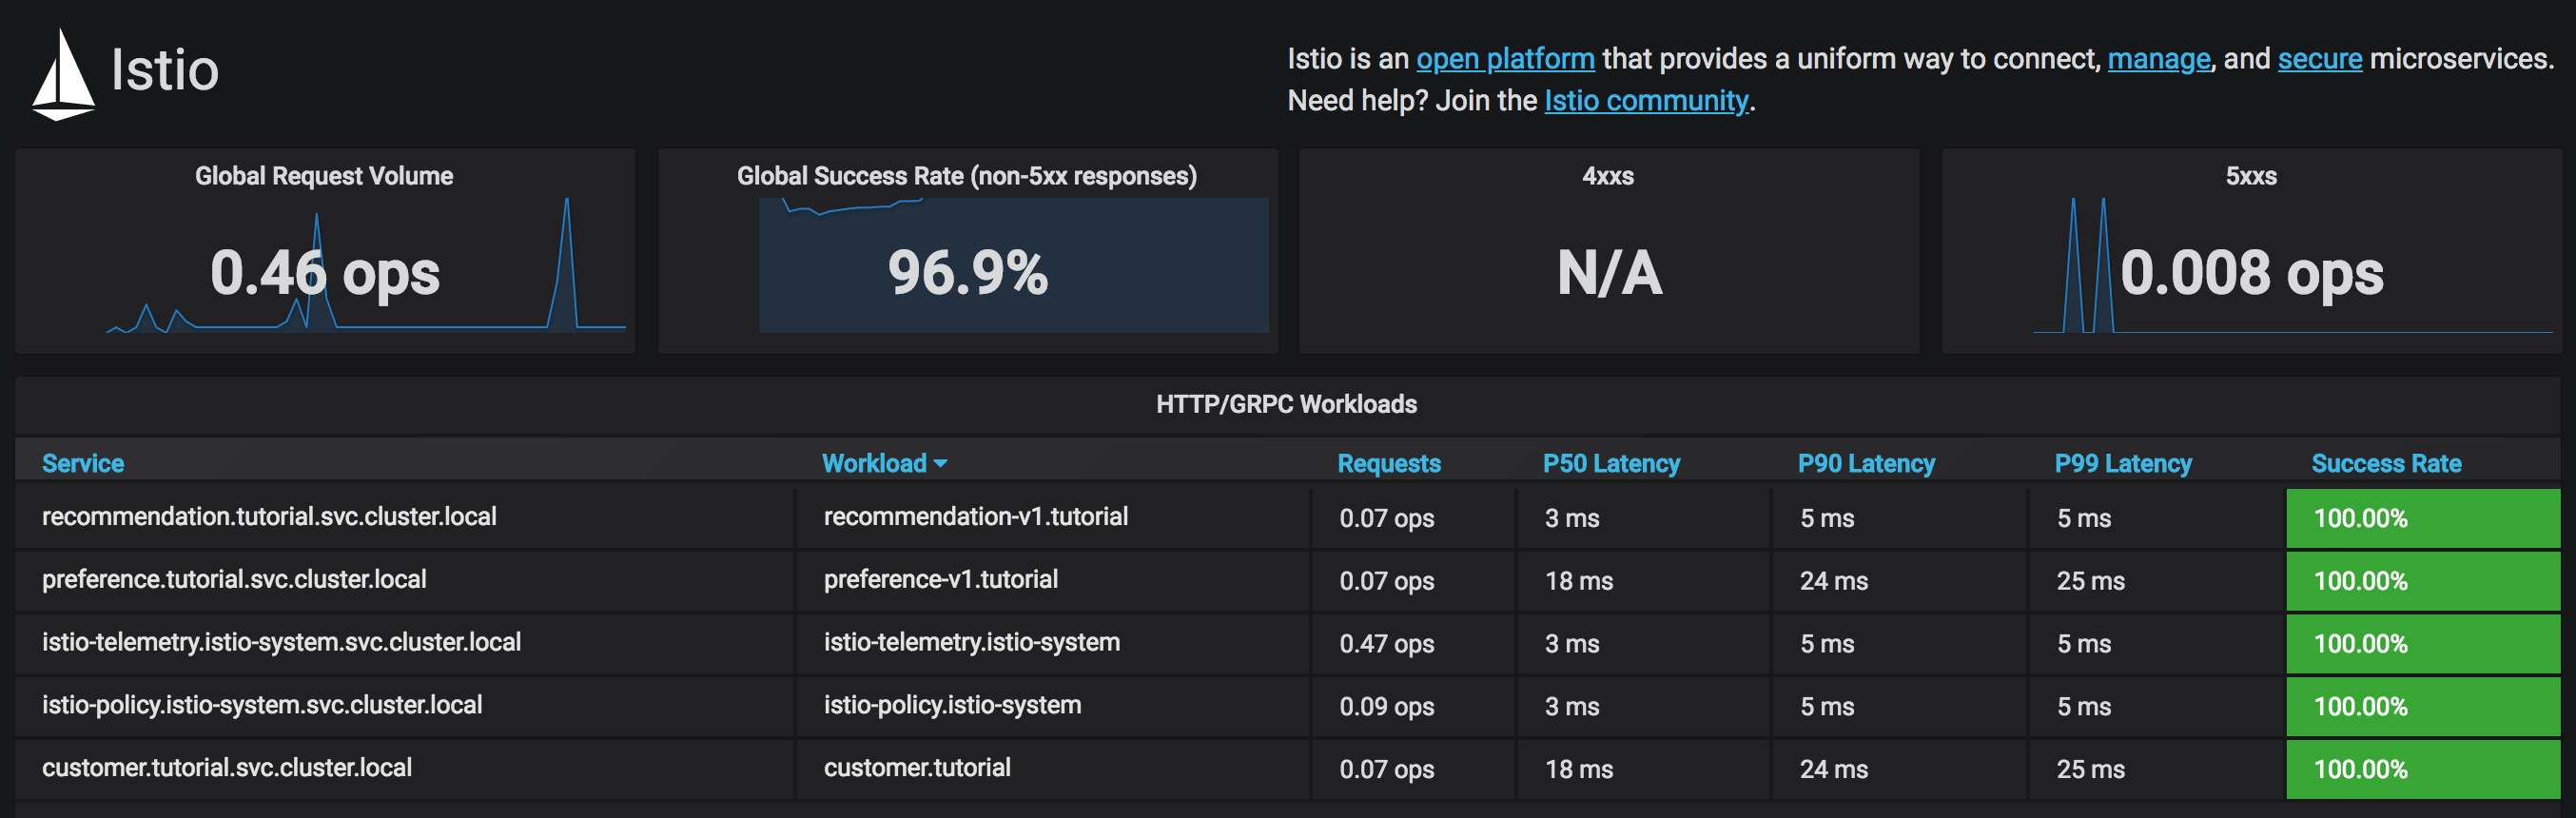 Istio
Istio is an open platform that provides a uniform way to connect, manage, and secure microservices.
Need help? Join the Istio community.
Global Request Volume
0.46 ops
Global Success Rate (non-5xx responses)
96.9%
4xxs
N/A
5xxs
0.008 ops
HTTP/GRPC Workloads
Service Workload Requests P50 Latency P90 Latency P99 Latency Success Rate
recommendation.tutorial.svc.cluster.local recommendation-v1.tutorial 0.07 ops 3 ms 5 ms 5 ms 100.00%
preference.tutorial.svc.cluster.local preference-v1.tutorial 0.07 ops 18 ms 24 ms 25 ms 100.00%
istio-telemetry.istio-system.svc.cluster.local istio-telemetry.istio-system 0.47 ops 3 ms 5 ms 5 ms 100.00%
istio-policy.istio-system.svc.cluster.local istio-policy.istio-system 0.09 ops 3 ms 5 ms 5 ms 100.00%
customer.tutorial.svc.cluster.local customer.tutorial 0.07 ops 18 ms 24 ms 25 ms 100.00%